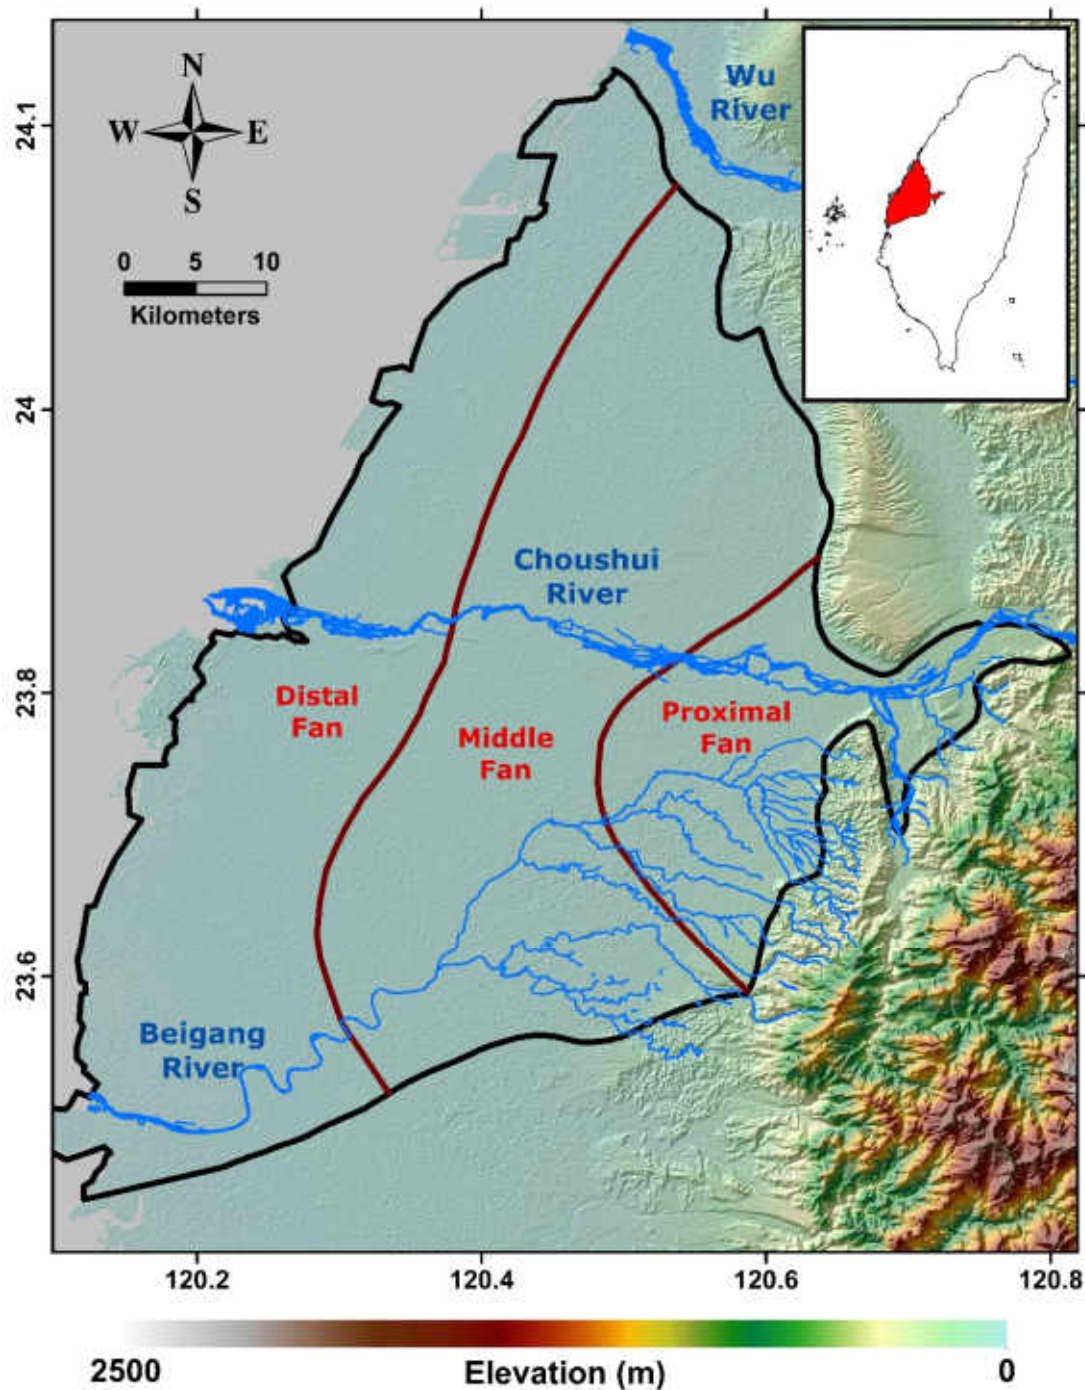 N
W E
S
0 5 10
Kilometers
Wu
River
24.1
24
23.8
23.6
Choushui
River
Distal
Fan
Middle
Fan
Proximal
Fan
Beigang
River
120.2 120.4 120.6 120.8
2500 Elevation (m) 0